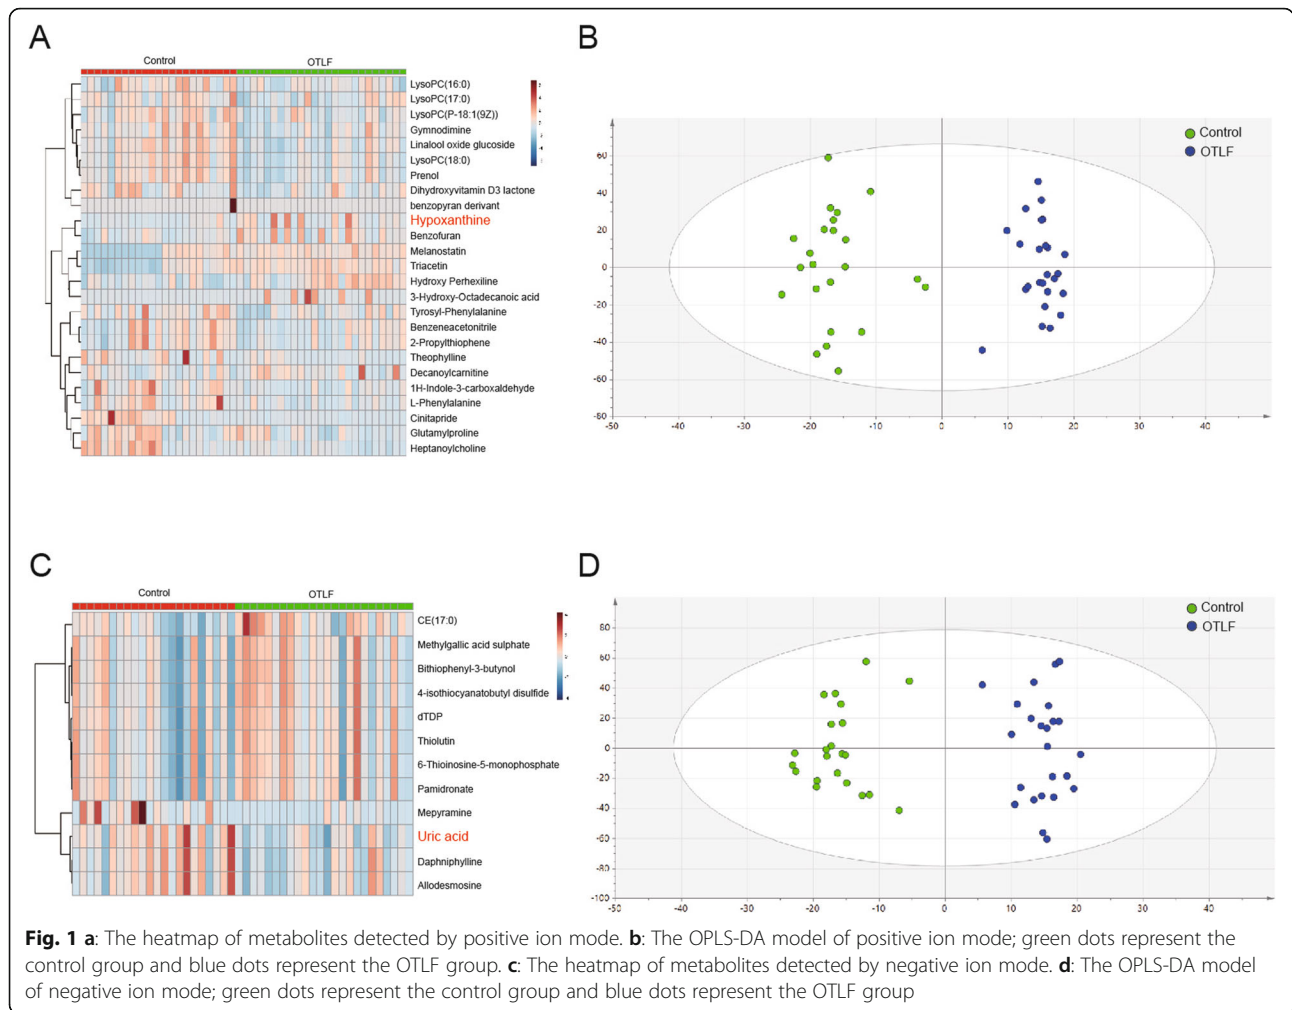 A
Control
OTLF
LysoPC(16:0)
LysoPC(17:0)
LysoPC(P-18:1(9Z))
Gymnodimine
Linalool oxide glucoside
LysoPC(18:0)
Prenol
Dihydroxyvitamin D3 lactone
benzopyran derivant
Hypoxanthine
Benzofuran
Melanostatin
Triacetin
Hydroxy Perhexiline
3-Hydroxy-Octadecanoic acid
Tyrosyl-Phenylalanine
Benzeneacetonitrile
2-Propylthiophene
Theophylline
Decanoylcarnitine
1H-Indole-3-carboxaldehyde
L-Phenylalanine
Cinitapride
Glutamylproline
Heptanoylcholine
B
Control
OTLF
60
40
20
0
-20
-40
-60
-80
-50 -40 -30 -20 -10 0 10 20 30 40
C
Control
OTLF
CE(17:0)
Methylgallic acid sulphate
Bithiophenyl-3-butynol
4-isothiocyanatobutyl disulfide
dTDP
Thiolutin
6-Thioinosine-5-monophosphate
Pamidronate
Mepyramine
Uric acid
Daphniphylline
Allodesmosine
D
Control
OTLF
80
60
40
20
0
-20
-40
-60
-80
-100
-50 -40 -30 -20 -10 0 10 20 30 40
Fig. 1 a: The heatmap of metabolites detected by positive ion mode. b: The OPLS-DA model of positive ion mode; green dots represent the
control group and blue dots represent the OTLF group. c: The heatmap of metabolites detected by negative ion mode. d: The OPLS-DA model
of negative ion mode; green dots represent the control group and blue dots represent the OTLF group